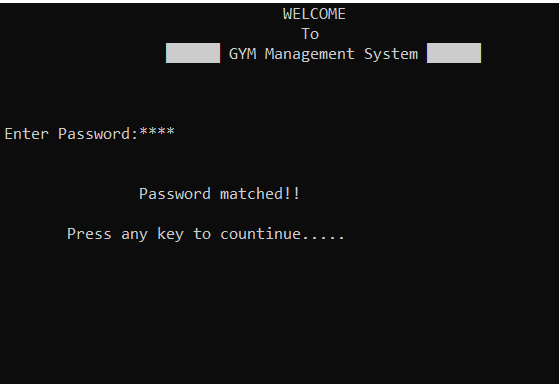 WELCOME
To
██████ GYM Management System ██████
Enter Password:****
Password matched!!
Press any key to countinue.....